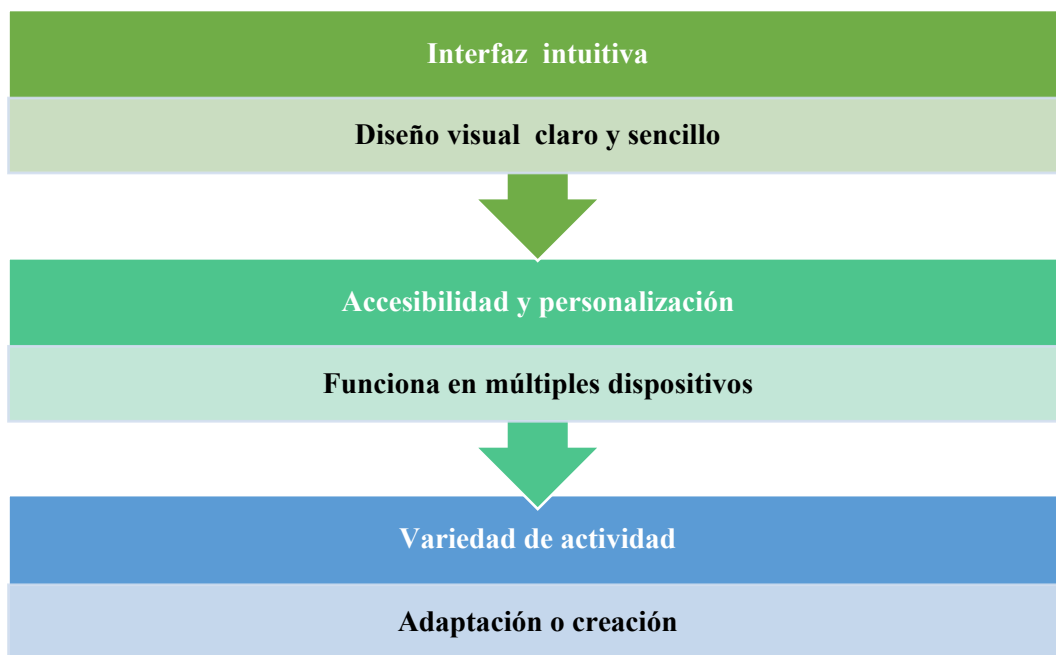 Interfaz  intuitiva
Diseño visual  claro y sencillo
Accesibilidad y personalización
Funciona en múltiples dispositivos
Variedad de actividad
Adaptación o creación